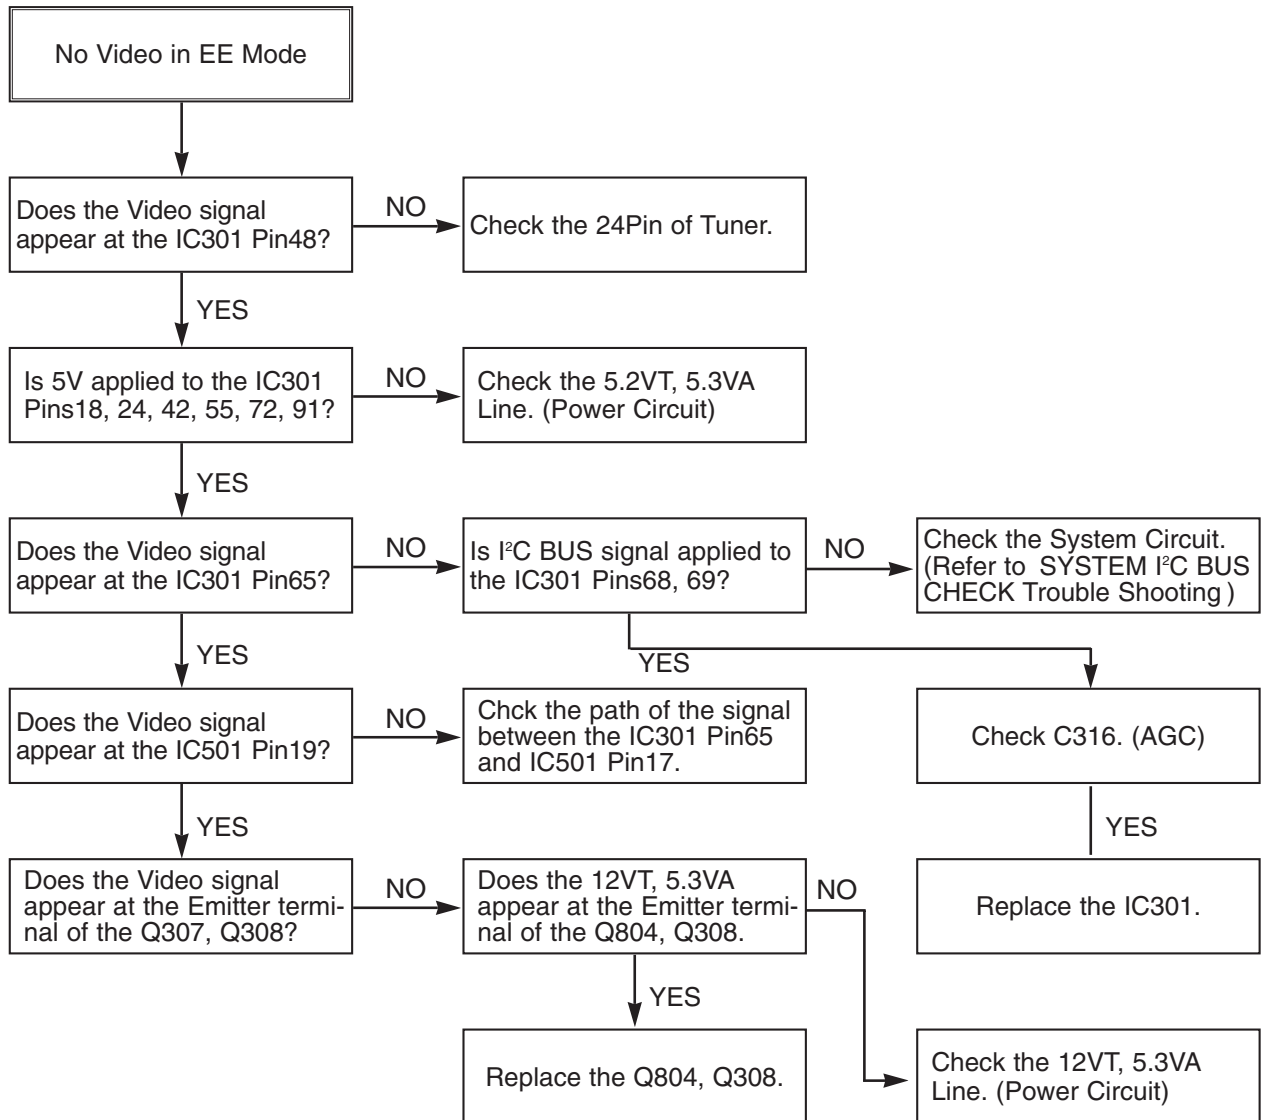 No Video in EE Mode
Does the Video signal
appear at the IC301 Pin48?
NO
Check the 24Pin of Tuner.
YES
Is 5V applied to the IC301
Pins18, 24, 42, 55, 72, 91?
NO
Check the 5.2VT, 5.3VA
Line. (Power Circuit)
YES
Does the Video signal
appear at the IC301 Pin65?
NO
Is I²C BUS signal applied to
the IC301 Pins68, 69?
NO
Check the System Circuit.
(Refer to SYSTEM I²C BUS
CHECK Trouble Shooting )
YES
YES
Does the Video signal
appear at the IC501 Pin19?
NO
Chck the path of the signal
between the IC301 Pin65
and IC501 Pin17.
Check C316. (AGC)
YES
YES
Does the Video signal
appear at the Emitter termi-
nal of the Q307, Q308?
NO
Does the 12VT, 5.3VA
appear at the Emitter termi-
nal of the Q804, Q308.
NO
Replace the IC301.
YES
Replace the Q804, Q308.
Check the 12VT, 5.3VA
Line. (Power Circuit)